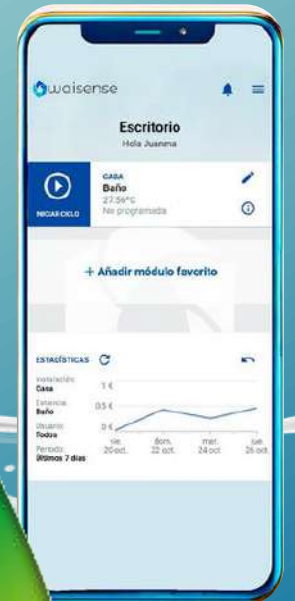 waisense
Escritorio
Hola Juanma
INICIAR CICLO
CASA
Baño
27.56°C
No programada
+ Añadir módulo favorito
ESTADÍSTICAS
Instalación:
Casa
Estancia:
Baño
Usuario:
Todos
Periodo:
Últimos 7 días
1 €
0.5 €
0 €
vie. dom. mar. jue.
20 oct. 22 oct. 24 oct. 26 oct.